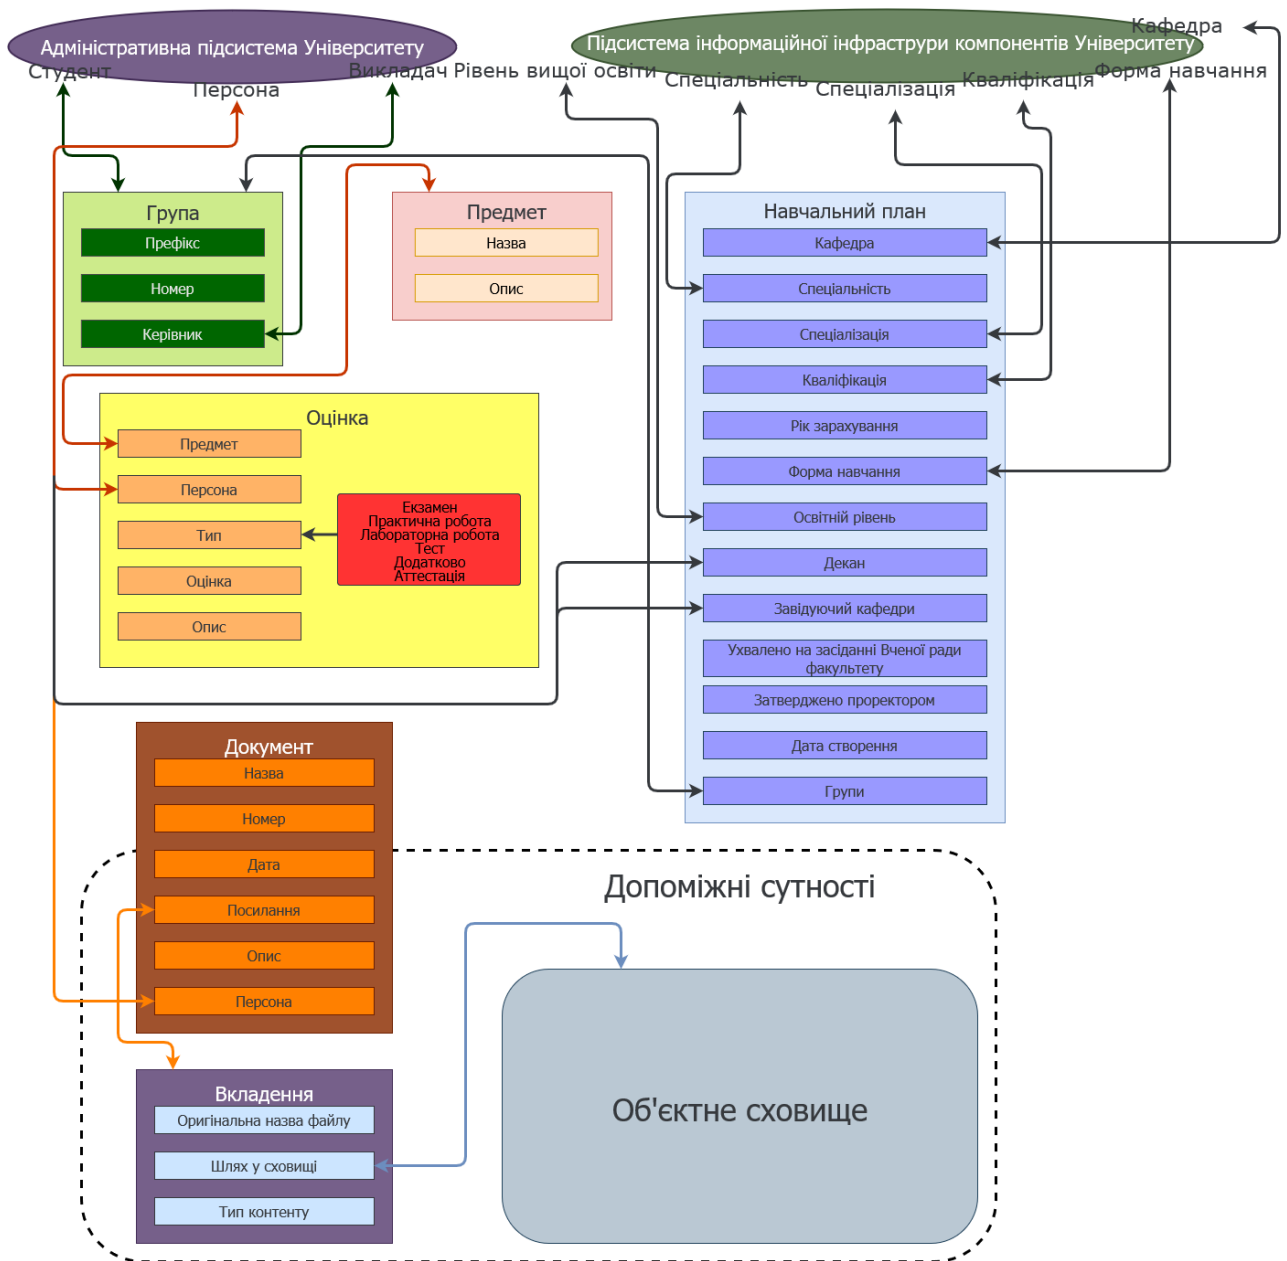 Адміністративна підсистема Університету
Підсистема інформаційної інфраструри компонентів Університету
Кафедра
Студент
Персона
Викладач
Рівень вищої освіти
Спеціальність
Спеціалізація
Кваліфікація
Форма навчання
Група
Префікс
Номер
Керівник
Предмет
Назва
Опис
Навчальний план
Кафедра
Спеціальність
Спеціалізація
Кваліфікація
Рік зарахування
Форма навчання
Освітній рівень
Декан
Завідуючий кафедри
Ухвалено на засіданні Вченої ради
факультету
Затверджено проректором
Дата створення
Групи
Оцінка
Предмет
Персона
Тип
Оцінка
Опис
Екзамен
Практична робота
Лабораторна робота
Тест
Додатково
Аттестація
Документ
Назва
Номер
Дата
Посилання
Опис
Персона
Допоміжні сутності
Вкладення
Оригінальна назва файлу
Шлях у сховищі
Тип контенту
Об'єктне сховище